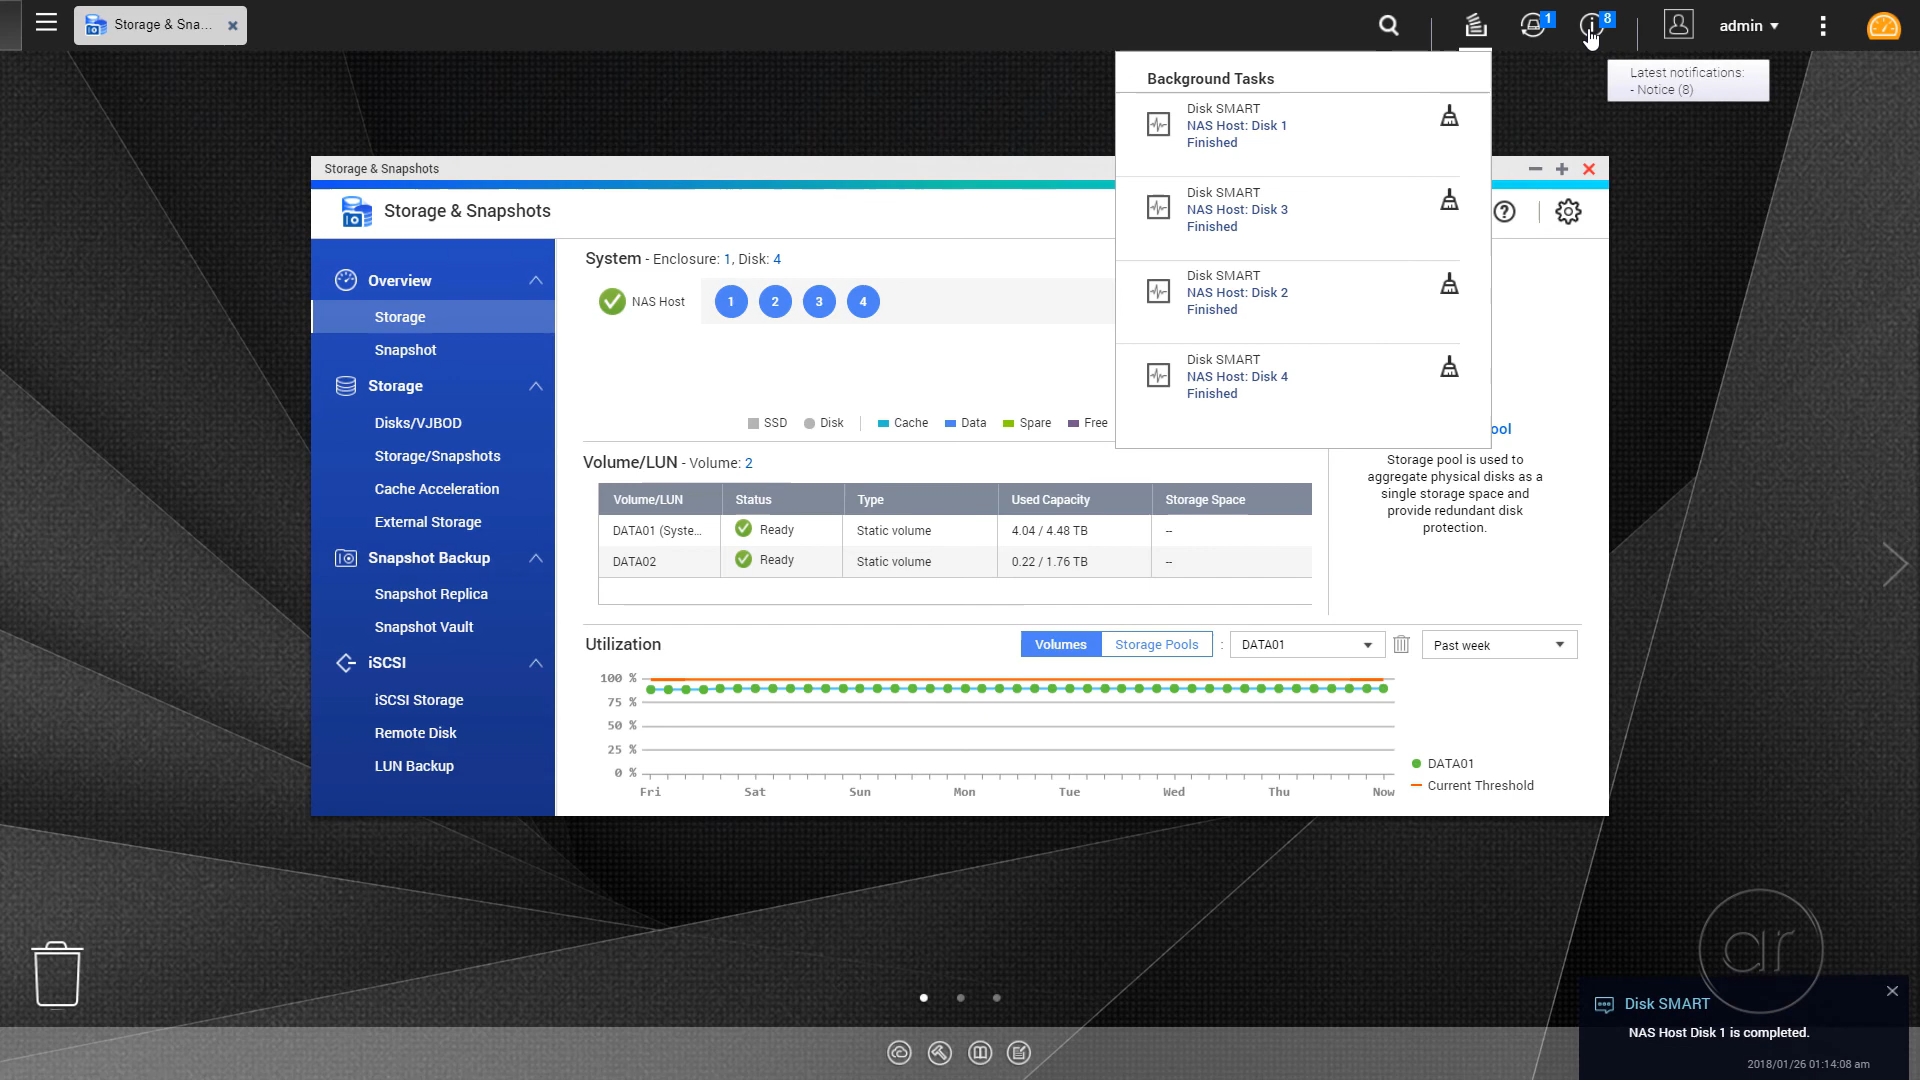 Storage & Sna...
1
8
admin
Latest notifications:
- Notice (8)
Background Tasks
Disk SMART
NAS Host: Disk 1
Finished
Disk SMART
NAS Host: Disk 3
Finished
Disk SMART
NAS Host: Disk 2
Finished
Disk SMART
NAS Host: Disk 4
Finished
Storage & Snapshots
Storage & Snapshots
Overview
Storage
Snapshot
Storage
Disks/VJBOD
Storage/Snapshots
Cache Acceleration
External Storage
Snapshot Backup
Snapshot Replica
Snapshot Vault
iSCSI
iSCSI Storage
Remote Disk
LUN Backup
System - Enclosure: 1, Disk: 4
NAS Host 1 2 3 4
SSD Disk Cache Data Spare Free
ool
Storage pool is used to
aggregate physical disks as a
single storage space and
provide redundant disk
protection.
Volume/LUN - Volume: 2
Volume/LUN Status Type Used Capacity Storage Space
DATA01 (Syste... Ready Static volume 4.04 / 4.48 TB --
DATA02 Ready Static volume 0.22 / 1.76 TB --
Utilization Volumes Storage Pools : DATA01 Past week
100 %
75 %
50 %
25 %
0 %
Fri Sat Sun Mon Tue Wed Thu Now
DATA01
Current Threshold
ar
Disk SMART
NAS Host Disk 1 is completed.
2018/01/26 01:14:08 am